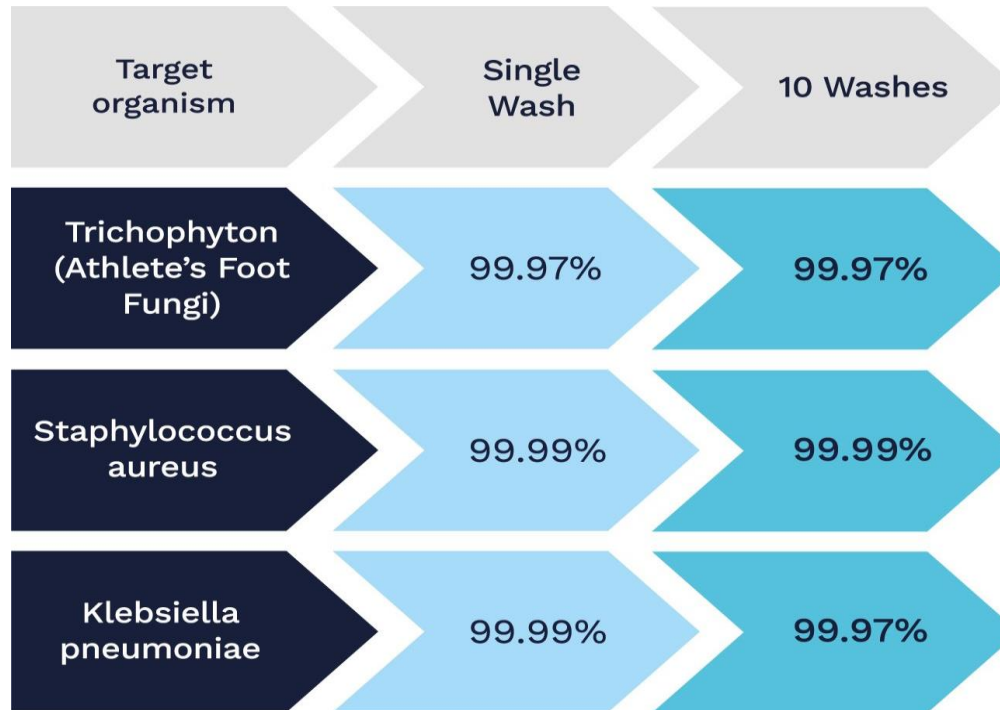 Target
organism
Single
Wash
10 Washes
Trichophyton
(Athlete’s Foot
Fungi)
99.97%
99.97%
Staphylococcus
aureus
99.99%
99.99%
Klebsiella
pneumoniae
99.99%
99.97%